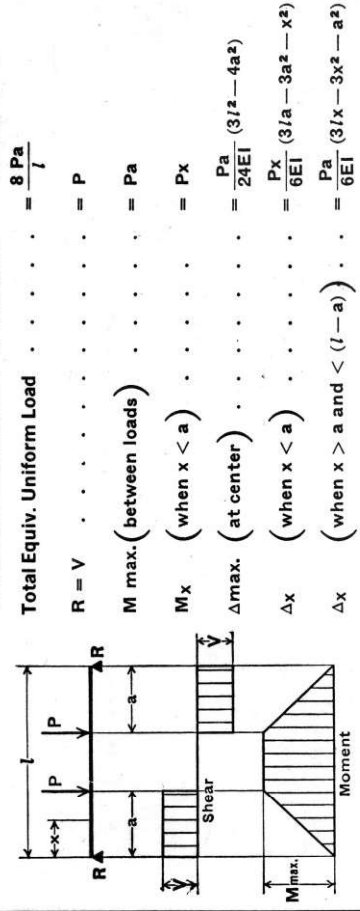 Total Equiv. Uniform Load . . . . . . = 8 Pa / l
R = V . . . . . . . . . . . . = P
M max. (between loads) . . . . . . = Pa
Mx (when x < a) . . . . . . . = Px
Δmax. (at center) . . . . . . = Pa / 24EI (3l² — 4a²)
Δx (when x < a) . . . . . . . = Px / 6EI (3la — 3a² — x²)
Δx (when x > a and < (l — a)) . . = Pa / 6EI (3lx — 3x² — a²)
l
x
P
P
R
R
a
a
V
V
Shear
M max.
Moment